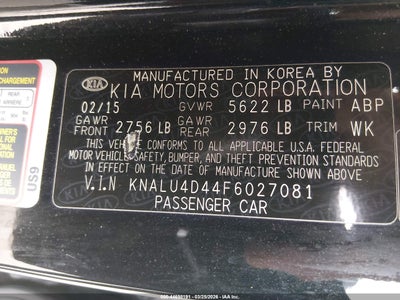 MANUFACTURED IN KOREA BY
KIA MOTORS CORPORATION
02/15 GVWR 5622 LB PAINT ABP
GAWR FRONT 2756 LB GAWR REAR 2976 LB TRIM WK
THIS VEHICLE CONFORMS TO ALL APPLICABLE U.S.A. FEDERAL
MOTOR VEHICLE SAFETY, BUMPER, AND THEFT PREVENTION
STANDARDS IN EFFECT ON THE DATE OF MANUFACTURE SHOWN ABOVE.
V.I.N KNALU4D44F6027081
PASSENGER CAR
KIA
US9